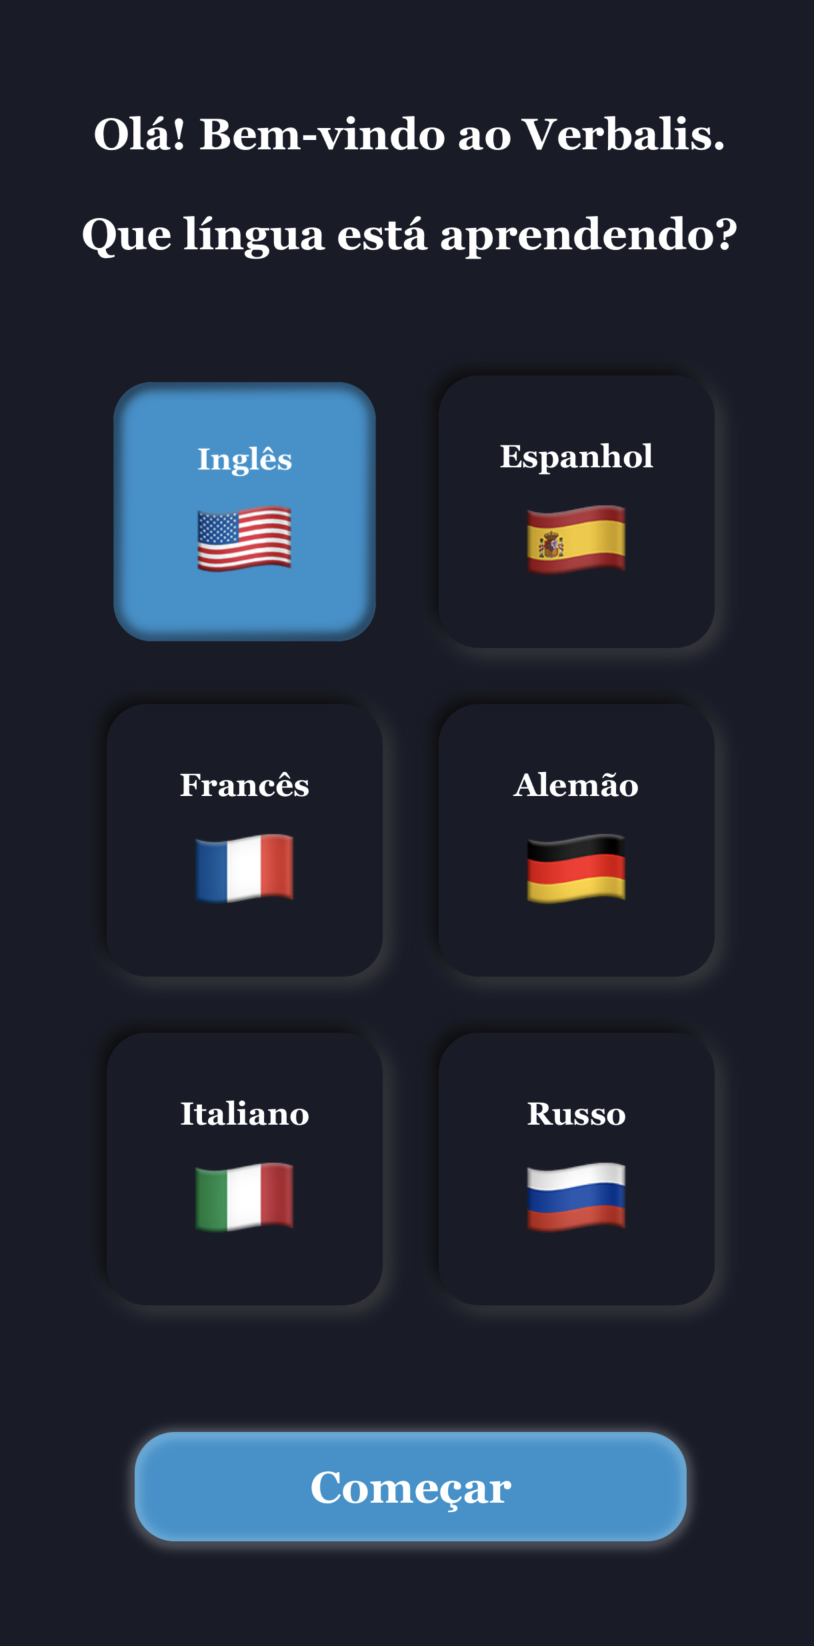 Olá! Bem-vindo ao Verbalis.
Que língua está aprendendo?
Inglês
Espanhol
Francês
Alemão
Italiano
Russo
Começar